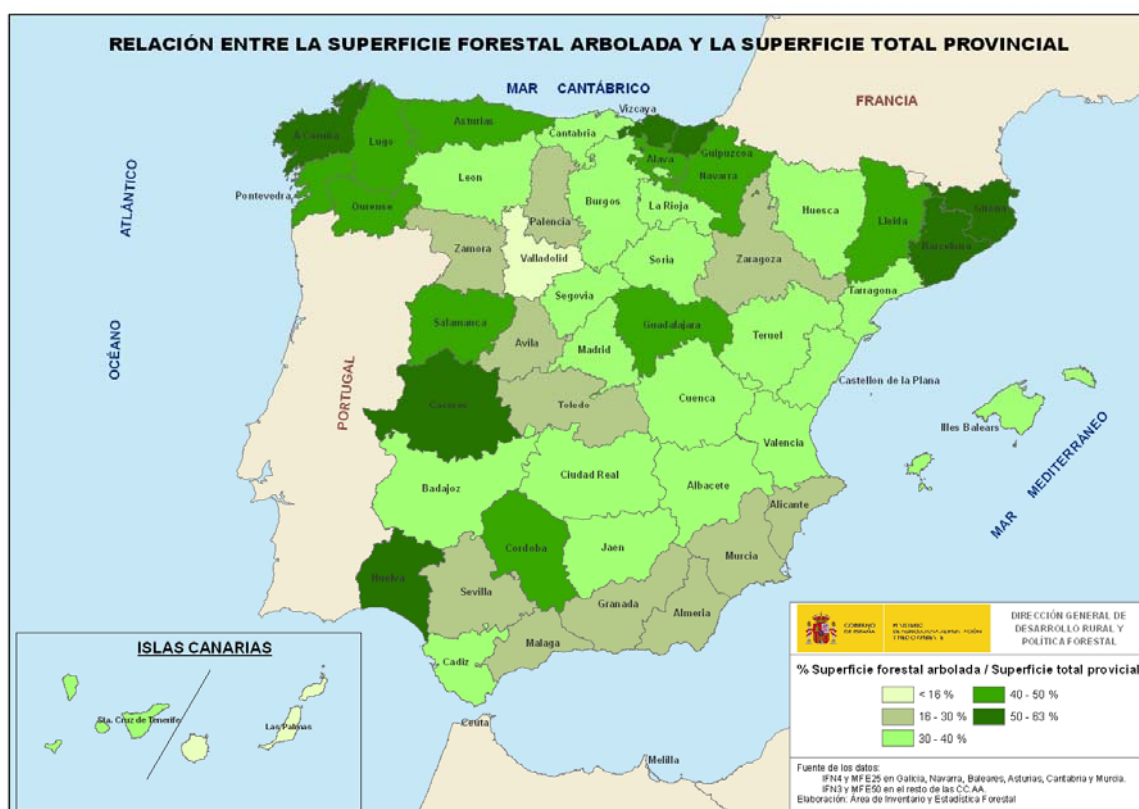 RELACIÓN ENTRE LA SUPERFICIE FORESTAL ARBOLADA Y LA SUPERFICIE TOTAL PROVINCIAL
MAR CANTÁBRICO
FRANCIA
Vizcaya
A Coruña
Lugo
Asturias
Cantabria
Guipuzcoa
Alava
Navarra
Leon
Pontevedra
Ourense
Palencia
Burgos
La Rioja
Huesca
Lleida
Girona
Barcelona
ATLÁNTICO
OCÉANO
Zamora
Valladolid
Soria
Zaragoza
Tarragona
Segovia
Salamanca
Avila
Madrid
Guadalajara
Teruel
PORTUGAL
Caceres
Toledo
Cuenca
Castellon de la Plana
Valencia
Illes Balears
MAR MEDITERRÁNEO
Badajoz
Ciudad Real
Albacete
Alicante
Cordoba
Jaen
Murcia
Huelva
Sevilla
Granada
Almeria
Malaga
Cadiz
Ceuta
Melilla
ISLAS CANARIAS
Sta. Cruz de Tenerife
Las Palmas
GOBIERNO
DE ESPAÑA
MINISTERIO
DIRECCIÓN GENERAL DE
DESARROLLO RURAL Y
POLÍTICA FORESTAL
% Superficie forestal arbolada / Superficie total provicial
< 16 %
16 - 30 %
30 - 40 %
40 - 50 %
50 - 63 %
Fuente de los datos:
IFN4 y MFE25 en Galicia, Navarra, Baleares, Asturias, Cantabria y Murcia.
IFN3 y MFE50 en el resto de las CC.AA.
Elaboración: Área de Inventario y Estadística Forestal